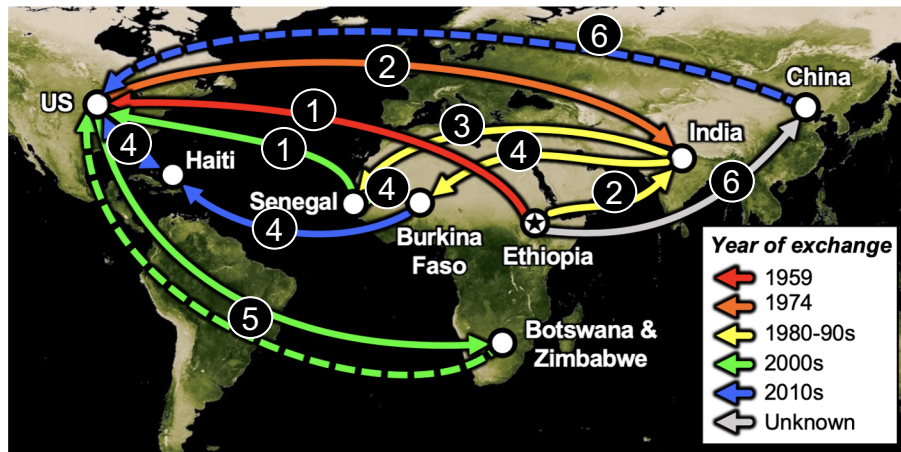 6
China
2
US
1
3
India
4
Haiti
1
4
4
2
6
Senegal
4
Burkina
Faso
Ethiopia
5
Botswana &
Zimbabwe
Year of exchange
1959
1974
1980-90s
2000s
2010s
Unknown